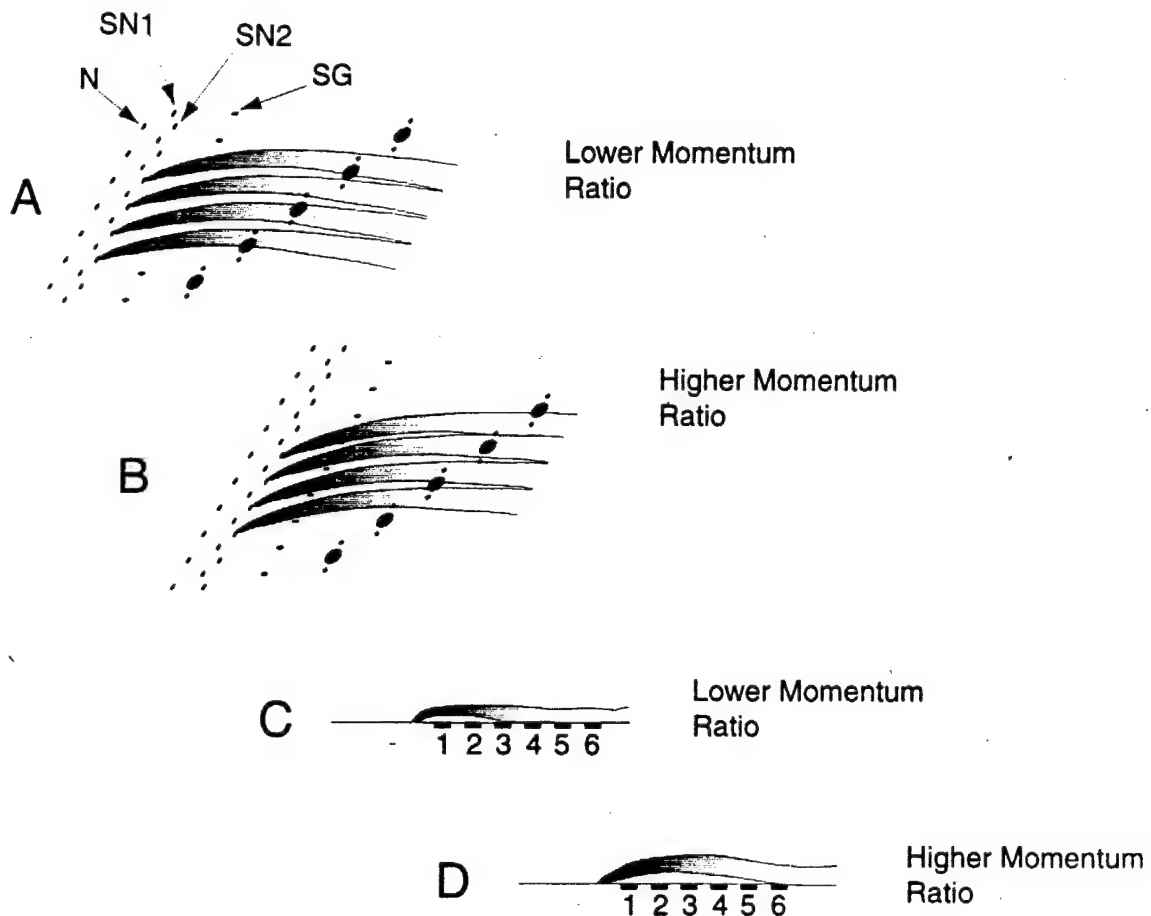 SN1
SN2
N
SG
A
Lower Momentum
Ratio
B
Higher Momentum
Ratio
C
Lower Momentum
Ratio
1 2 3 4 5 6
D
Higher Momentum
Ratio
1 2 3 4 5 6